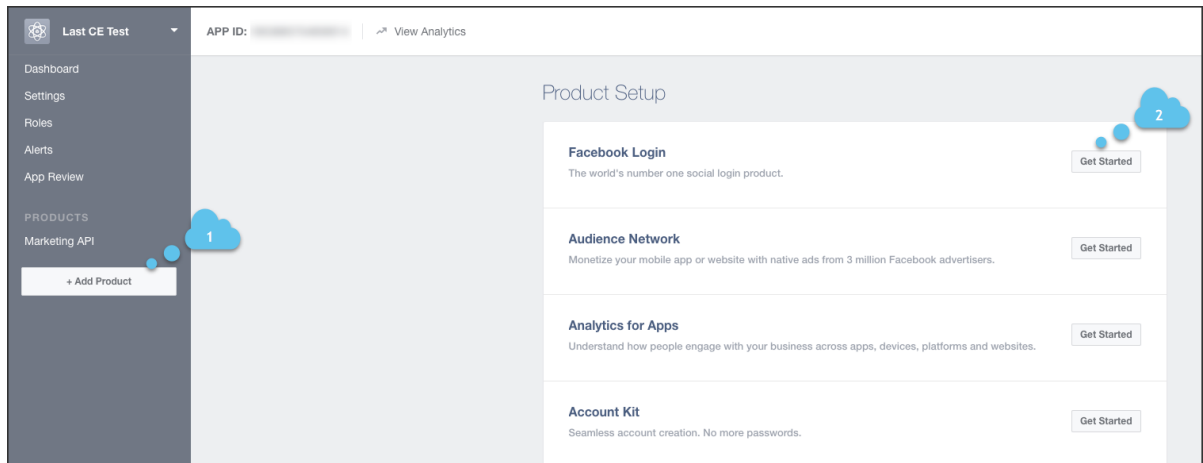 Last CE Test
APP ID:
View Analytics
Dashboard
Settings
Roles
Alerts
App Review
PRODUCTS
Marketing API
1
+ Add Product
Product Setup
2
Facebook Login
The world's number one social login product.
Get Started
Audience Network
Monetize your mobile app or website with native ads from 3 million Facebook advertisers.
Get Started
Analytics for Apps
Understand how people engage with your business across apps, devices, platforms and websites.
Get Started
Account Kit
Seamless account creation. No more passwords.
Get Started